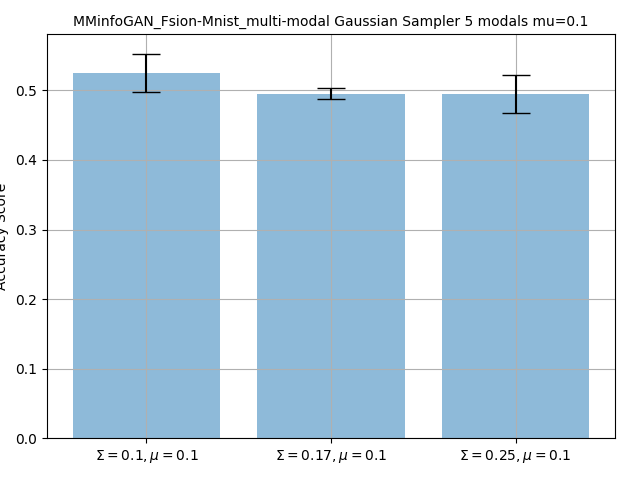 MMinfoGAN_Fsion-Mnist_multi-modal Gaussian Sampler 5 modals mu=0.1
Accuracy Score
0.5
0.4
0.3
0.2
0.1
0.0
Σ = 0.1, μ = 0.1
Σ = 0.17, μ = 0.1
Σ = 0.25, μ = 0.1